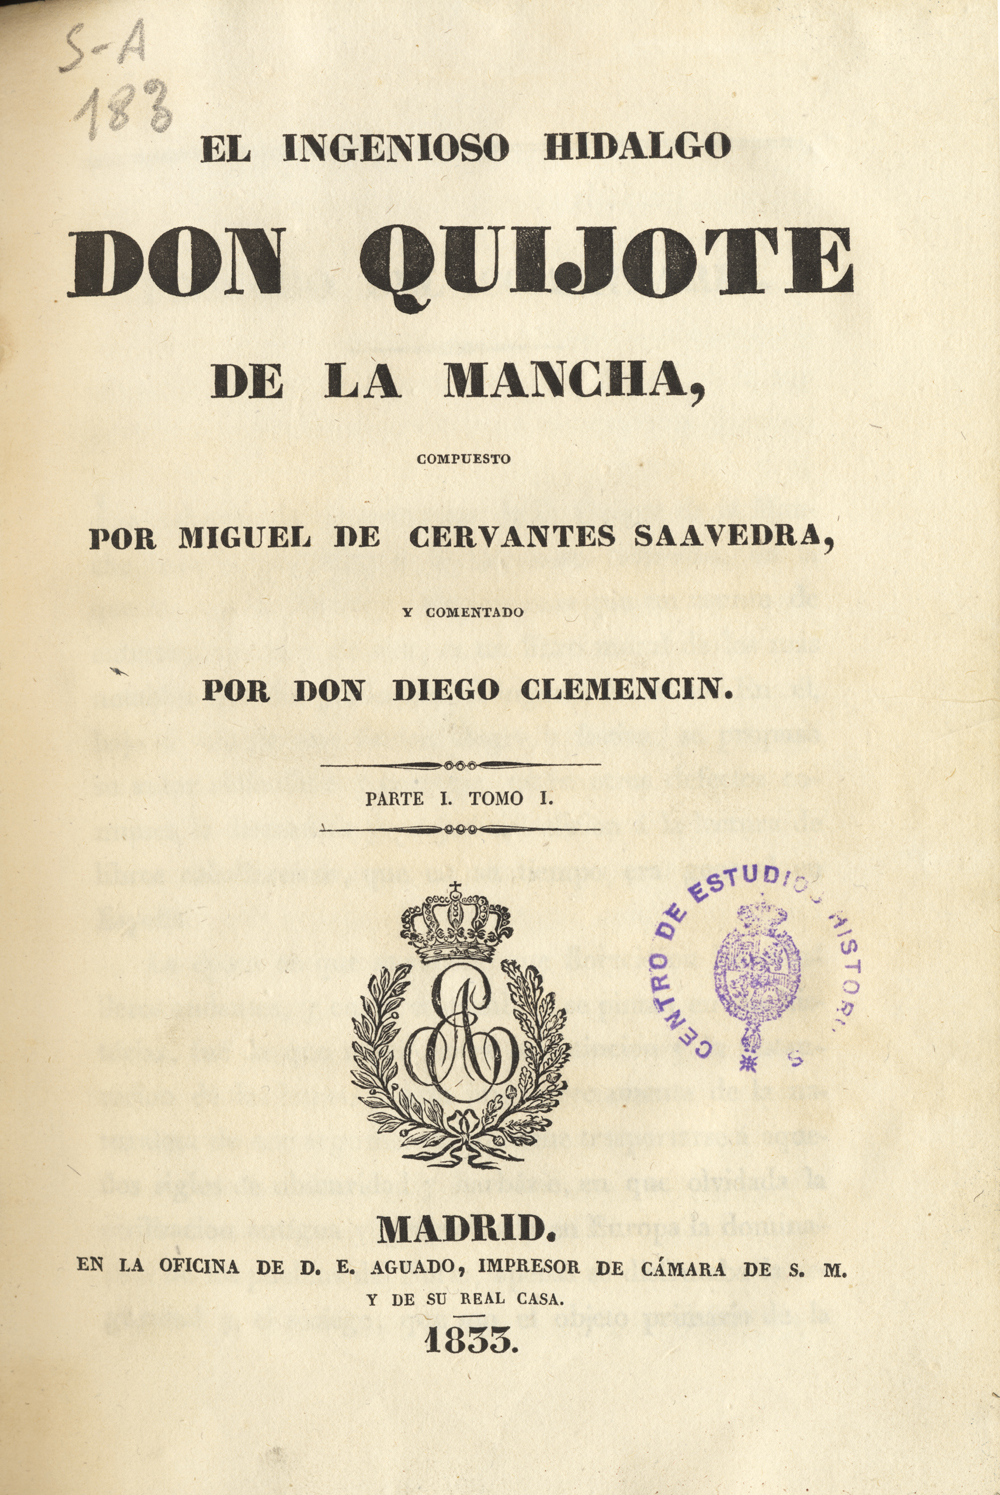 S-A
183
EL INGENIOSO HIDALGO
DON QUIJOTE
DE LA MANCHA,
COMPUESTO
POR MIGUEL DE CERVANTES SAAVEDRA,
Y COMENTADO
POR DON DIEGO CLEMENCIN.
PARTE I. TOMO I.
CENTRO DE ESTUDIOS HISTORI S
MADRID.
EN LA OFICINA DE D. E. AGUADO, IMPRESOR DE CÁMARA DE S. M.
Y DE SU REAL CASA.
1833.